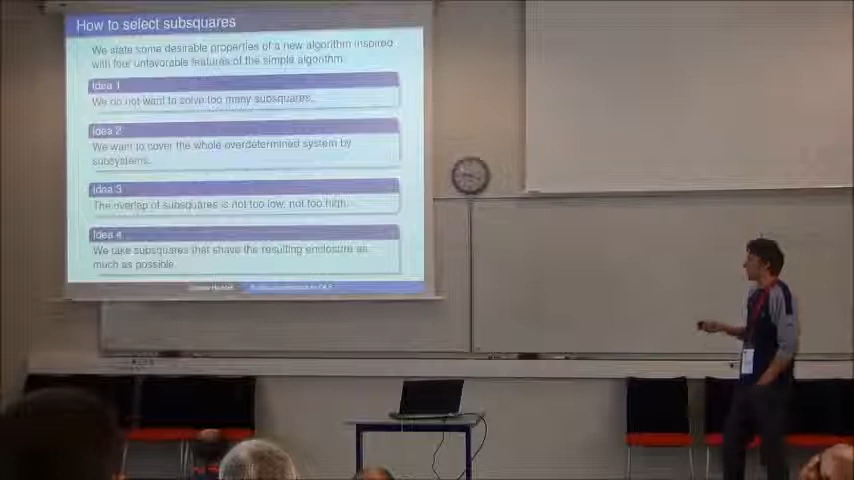 How to select subsquares
We state some desirable properties of a new algorithm inspired
with four unfavorable features of the simple algorithm.
Idea 1
We do not want to solve too many subsquares.
Idea 2
We want to cover the whole overdetermined system by
subsystems.
Idea 3
The overlap of subsquares is not too low, not too high.
Idea 4
We take subsquares that shave the resulting enclosure as
much as possible.